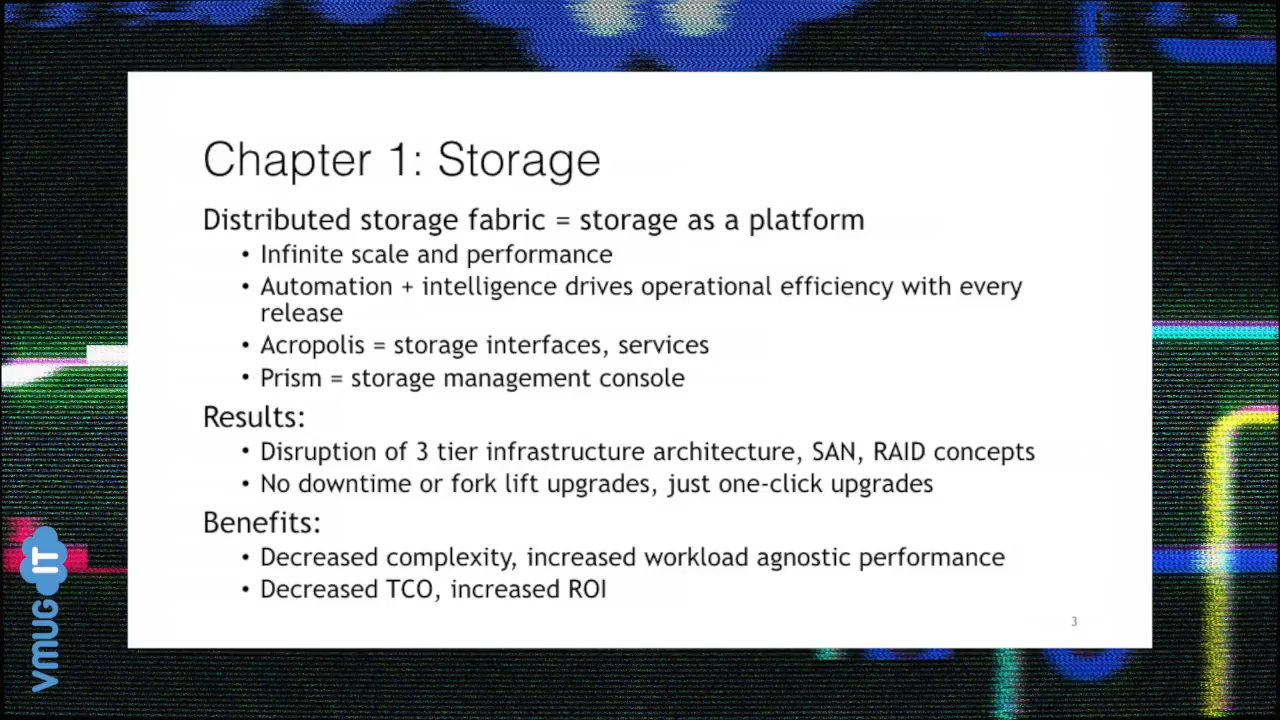 Chapter 1: Storage
Distributed storage fabric = storage as a platform
• Infinite scale and performance
• Automation + intelligence drives operational efficiency with every
release
• Acropolis = storage interfaces, services
• Prism = storage management console
Results:
• Disruption of 3 tier infrastructure architecture, SAN, RAID concepts
• No downtime or fork lift upgrades, just one-click upgrades
Benefits:
• Decreased complexity, increased workload agnostic performance
• Decreased TCO, increased ROI
3
VMUG IT